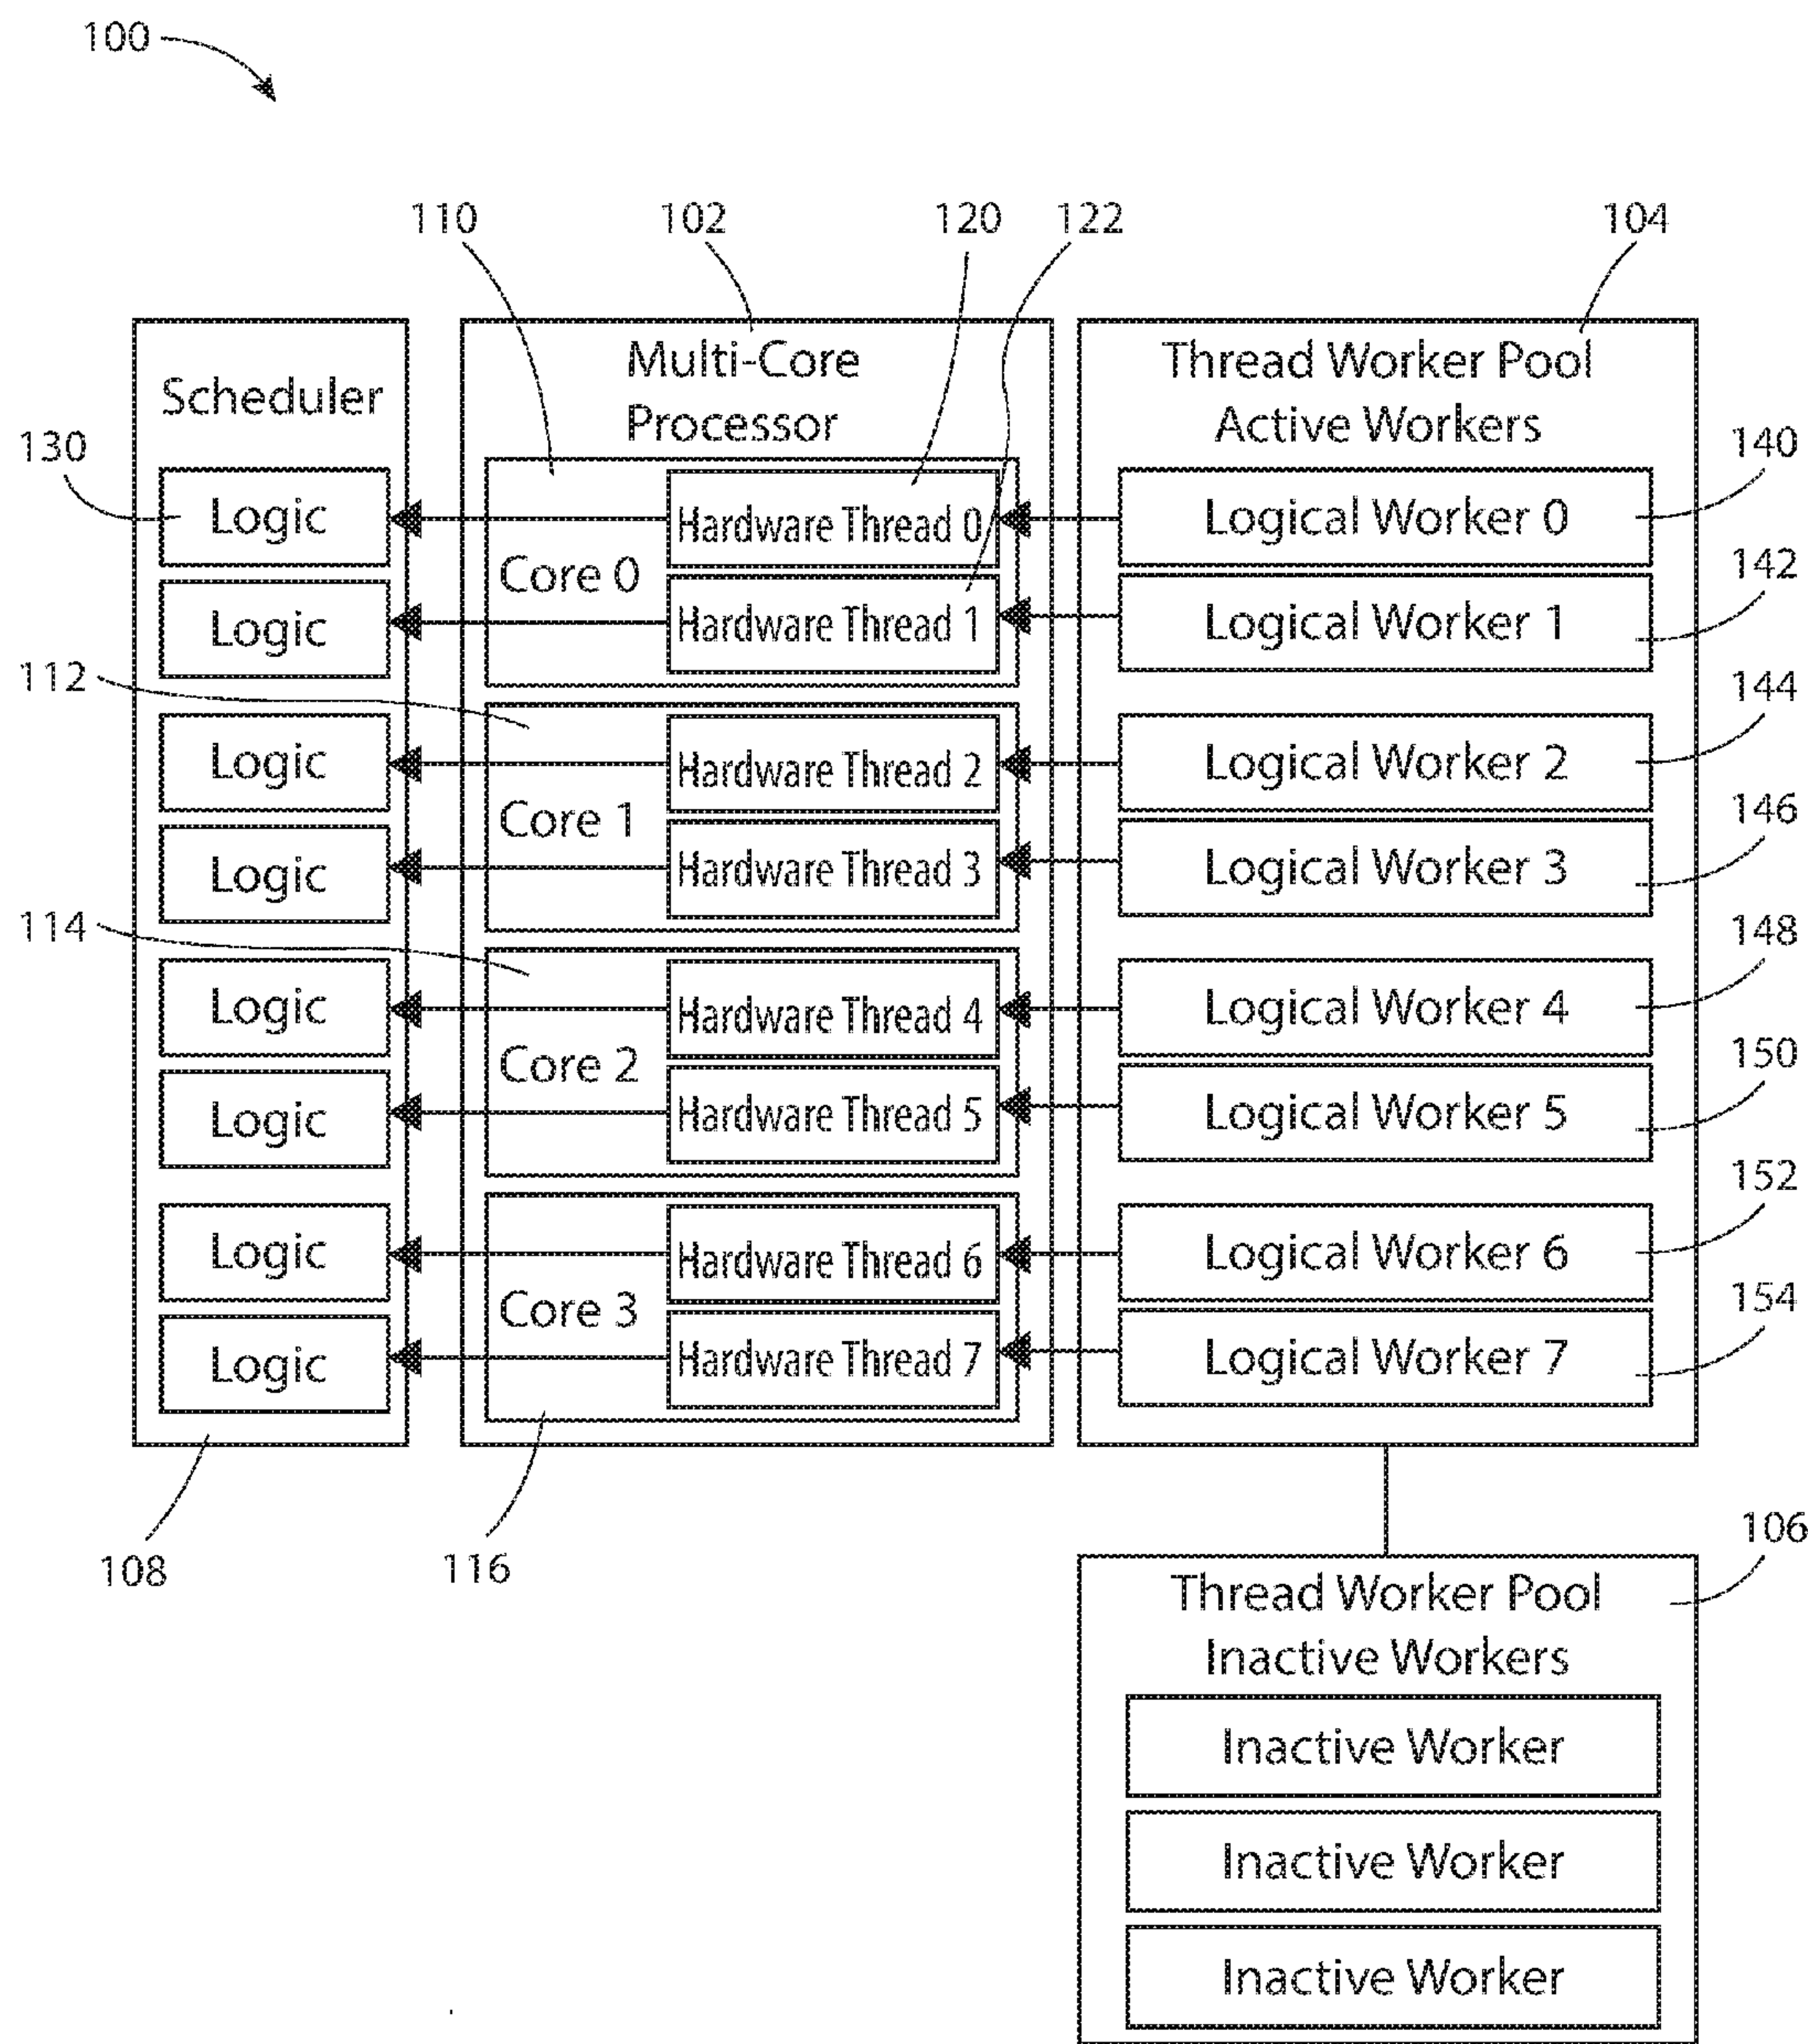 100
110
102
120
122
104
Scheduler
Multi-Core
Processor
Thread Worker Pool
Active Workers
130
140
Logic
Core 0
Hardware Thread 0
Logical Worker 0
142
Logic
Hardware Thread 1
Logical Worker 1
112
144
Logic
Core 1
Hardware Thread 2
Logical Worker 2
146
Logic
Hardware Thread 3
Logical Worker 3
114
148
Logic
Core 2
Hardware Thread 4
Logical Worker 4
150
Logic
Hardware Thread 5
Logical Worker 5
152
Logic
Core 3
Hardware Thread 6
Logical Worker 6
154
Logic
Hardware Thread 7
Logical Worker 7
108
116
106
Thread Worker Pool
Inactive Workers
Inactive Worker
Inactive Worker
Inactive Worker